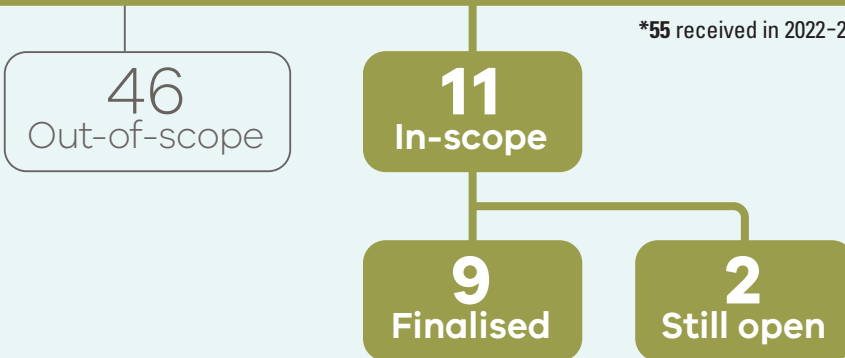 *55 received in 2022–2
46
Out-of-scope
11
In-scope
9
Finalised
2
Still open